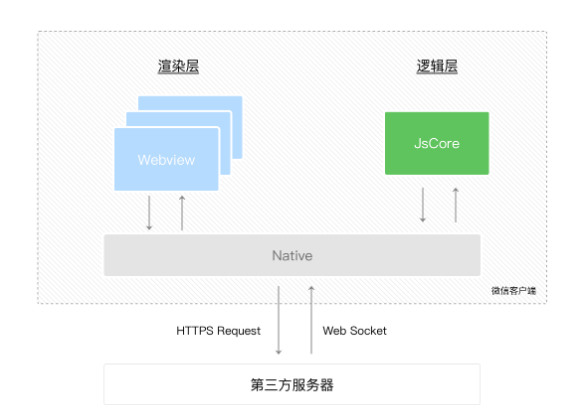 渲染层
逻辑层
Webview
JsCore
Native
微信客户端
HTTPS Request
Web Socket
第三方服务器